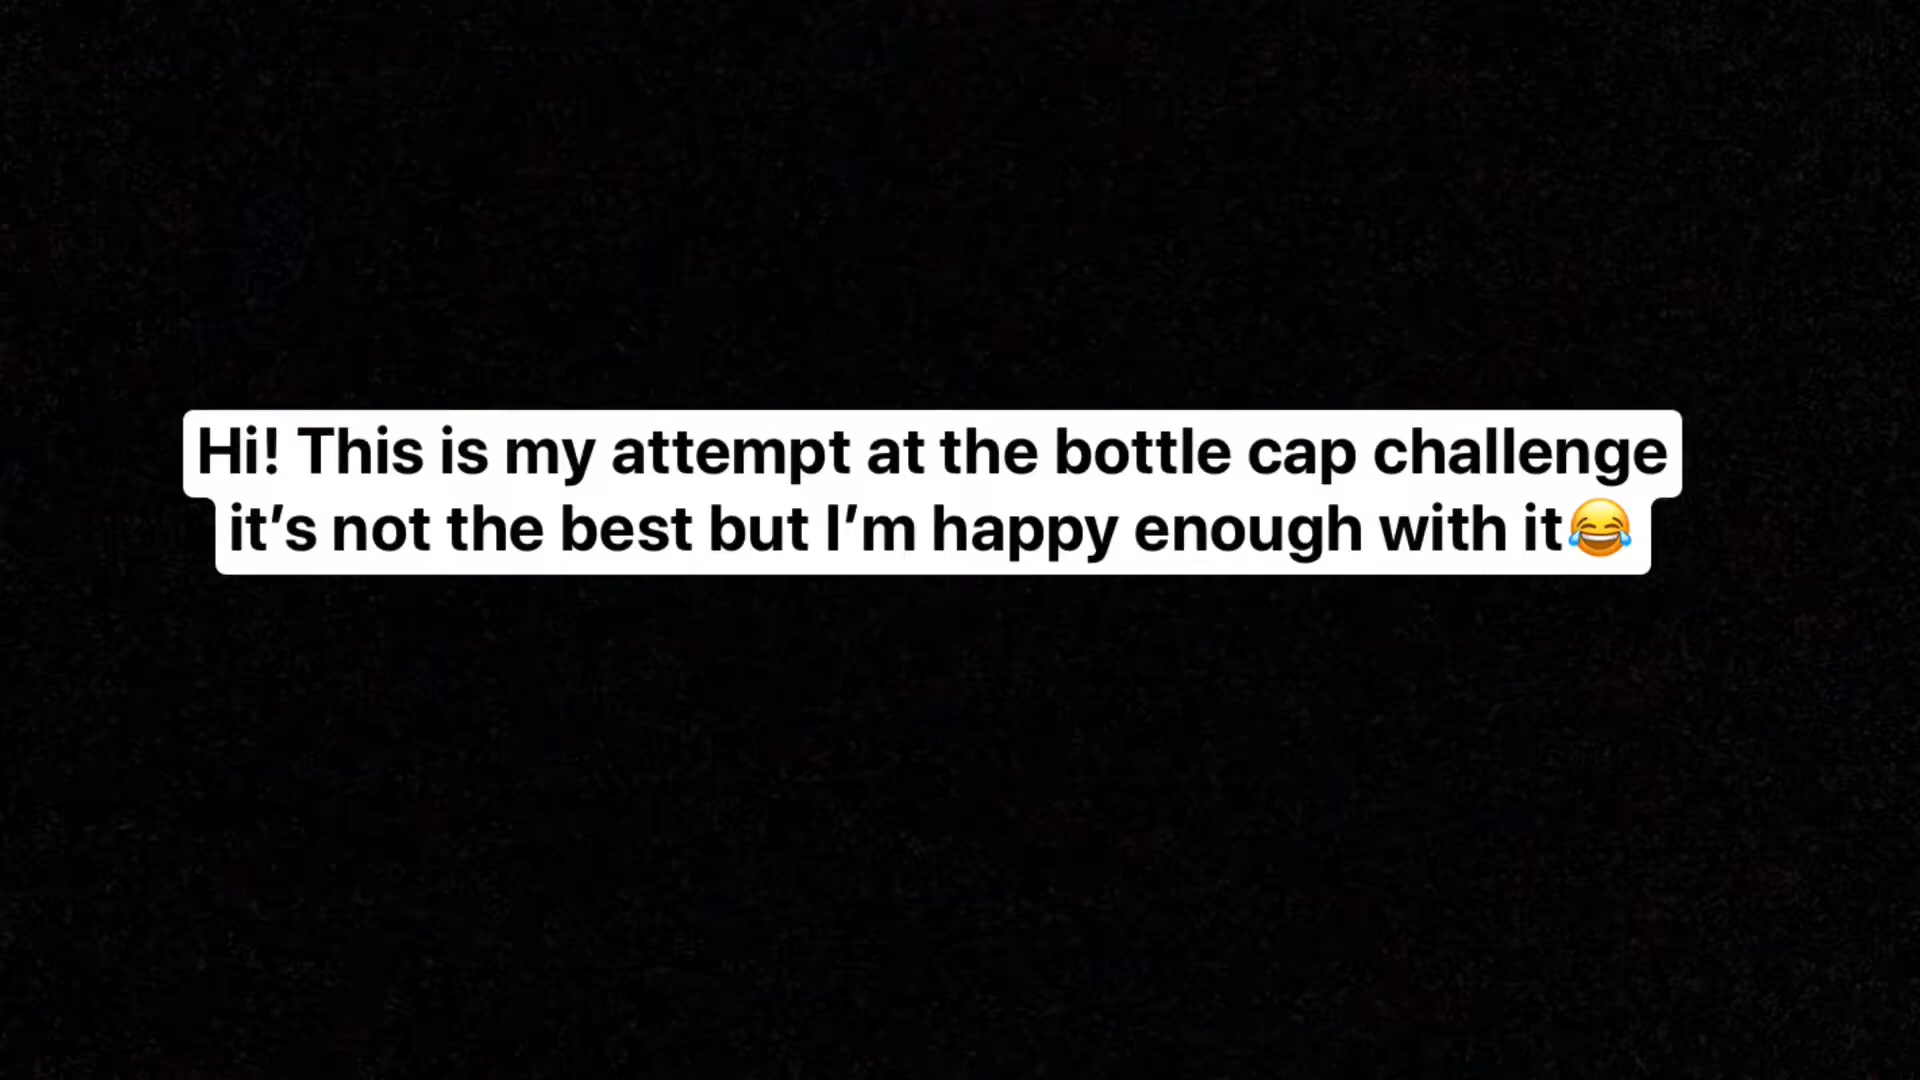 Hi! This is my attempt at the bottle cap challenge
it’s not the best but I’m happy enough with it😂